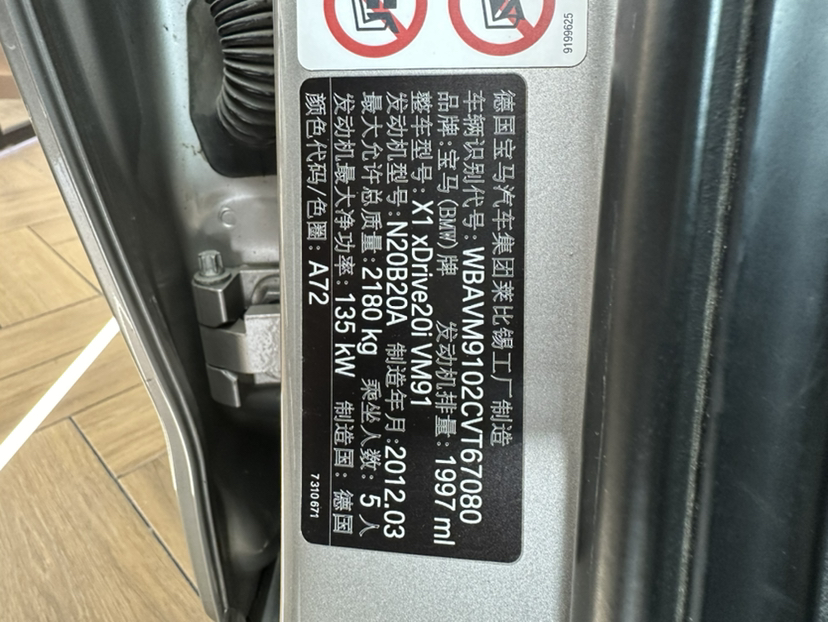 9199625
德国宝马汽车集团莱比锡工厂制造
车辆识别代号:WBAVM9102CVT67080
品牌:宝马(BMW)牌 发动机排量:1997 ml
整车型号:X1 xDrive20i VM91
发动机型号:N20B20A 制造年月:2012.03
最大允许总质量:2180 kg 乘坐人数:5 人
发动机最大净功率:135 kW 制造国:德国
颜色代码/色圈:A72
7 310 671